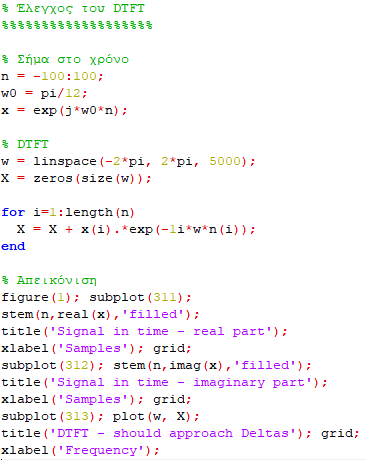 % Έλεγχος του DTFT
%%%%%%%%%%%%%%%%%%%
% Σήμα στο χρόνο
n = -100:100;
w0 = pi/12;
x = exp(j*w0*n);
% DTFT
w = linspace(-2*pi, 2*pi, 5000);
X = zeros(size(w));
for i=1:length(n)
X = X + x(i).*exp(-1i*w*n(i));
end
% Απεικόνιση
figure(1); subplot(311);
stem(n,real(x),'filled');
title('Signal in time - real part');
xlabel('Samples'); grid;
subplot(312); stem(n,imag(x),'filled');
title('Signal in time - imaginary part');
xlabel('Samples'); grid;
subplot(313); plot(w, X);
title('DTFT - should approach Deltas'); grid;
xlabel('Frequency');